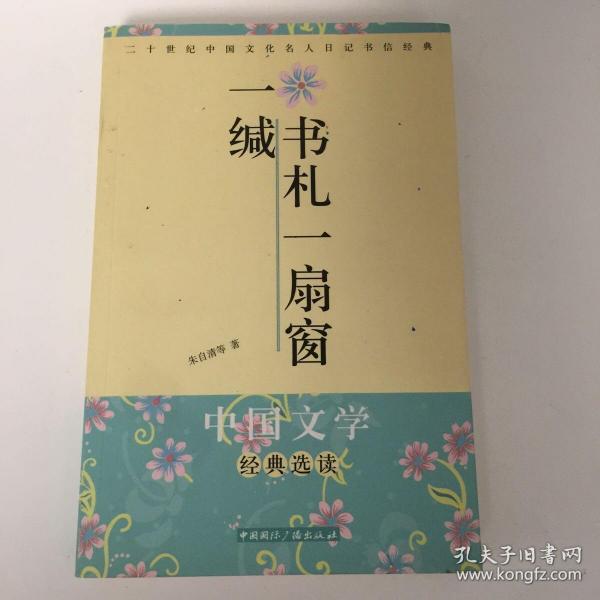 二十世纪中国文化名人日记书信经典
一缄
书札一扇窗
朱自清等 著
中国文学
经典选读
中国国际广播出版社
孔夫子旧書网
www.kongfz.com